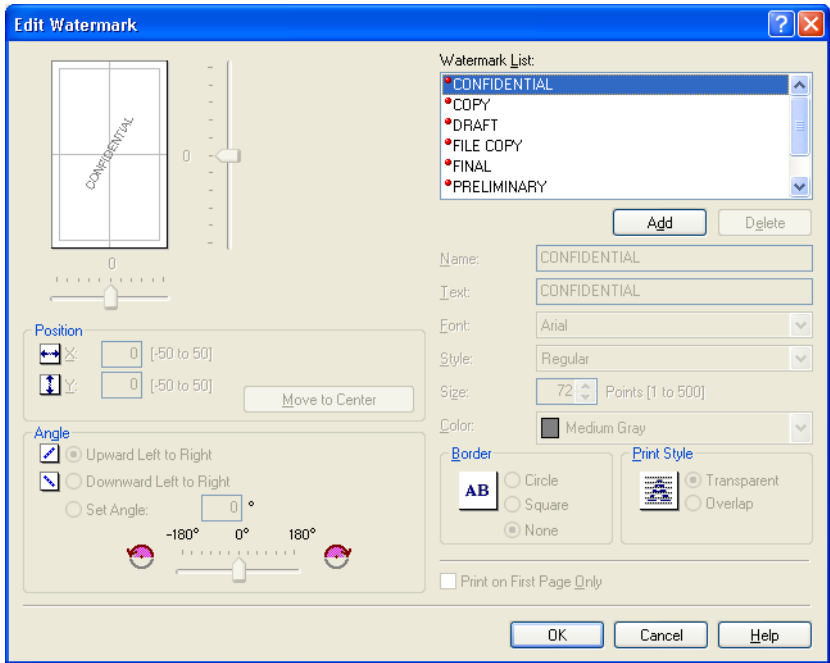 Edit Watermark
CONFIDENTIAL
0
0
Position
X: 0 [-50 to 50]
Y: 0 [-50 to 50]
Move to Center
Angle
Upward Left to Right
Downward Left to Right
Set Angle: 0 °
-180° 0° 180°
Watermark List:
CONFIDENTIAL
COPY
DRAFT
FILE COPY
FINAL
PRELIMINARY
Add Delete
Name: CONFIDENTIAL
Text: CONFIDENTIAL
Font: Arial
Style: Regular
Size: 72 Points [1 to 500]
Color: Medium Gray
Border
AB
Circle
Square
None
Print Style
Transparent
Overlap
Print on First Page Only
OK Cancel Help